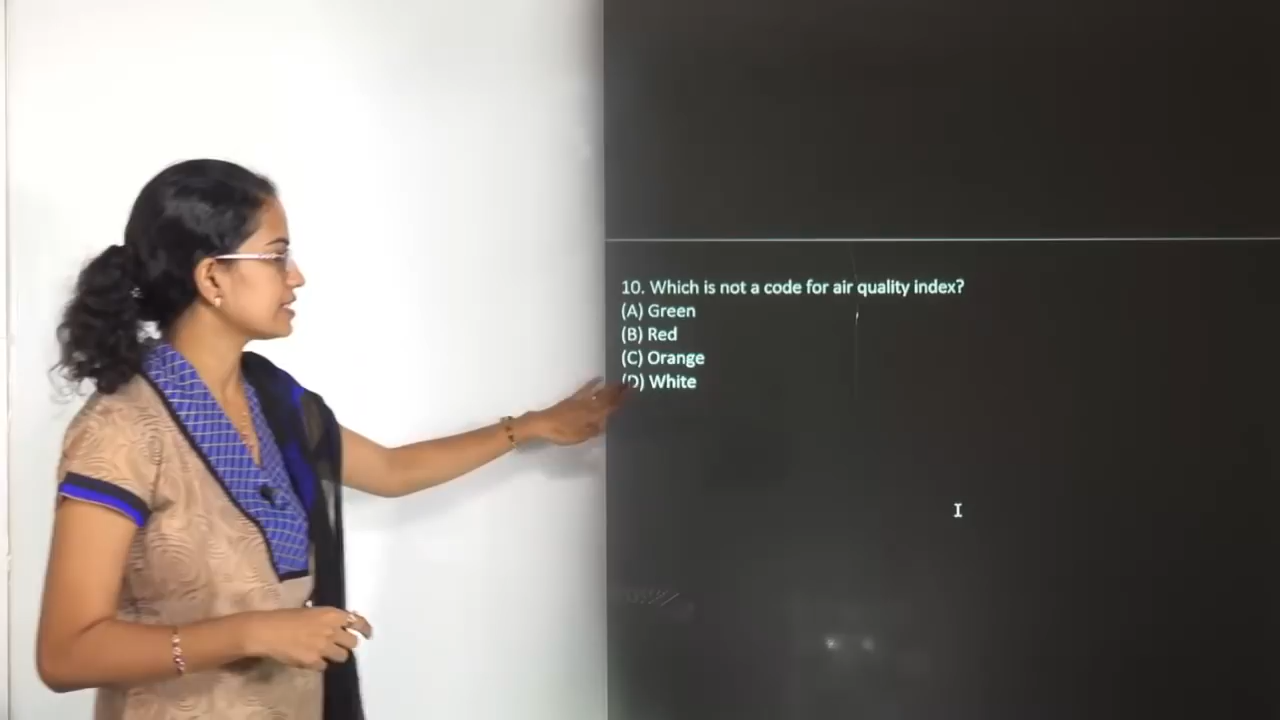 10. Which is not a code for air quality index?
(A) Green
(B) Red
(C) Orange
(D) White